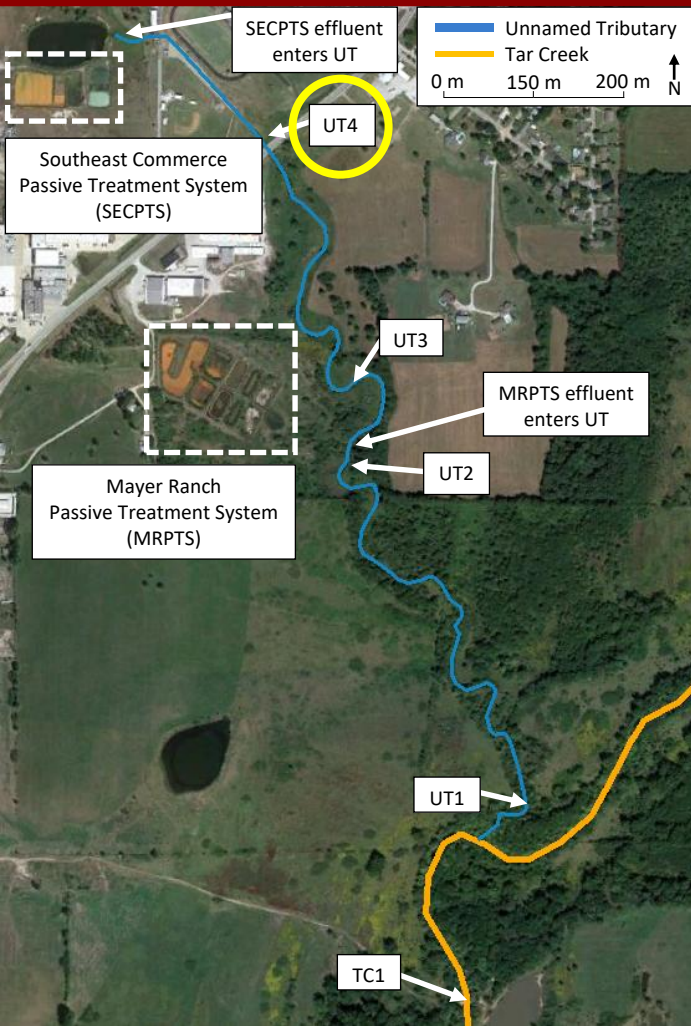 SECPTS effluent
enters UT
Unnamed Tributary
Tar Creek
0 m 150 m 200 m
N
UT4
Southeast Commerce
Passive Treatment System
(SECPTS)
UT3
MRPTS effluent
enters UT
UT2
Mayer Ranch
Passive Treatment System
(MRPTS)
UT1
TC1